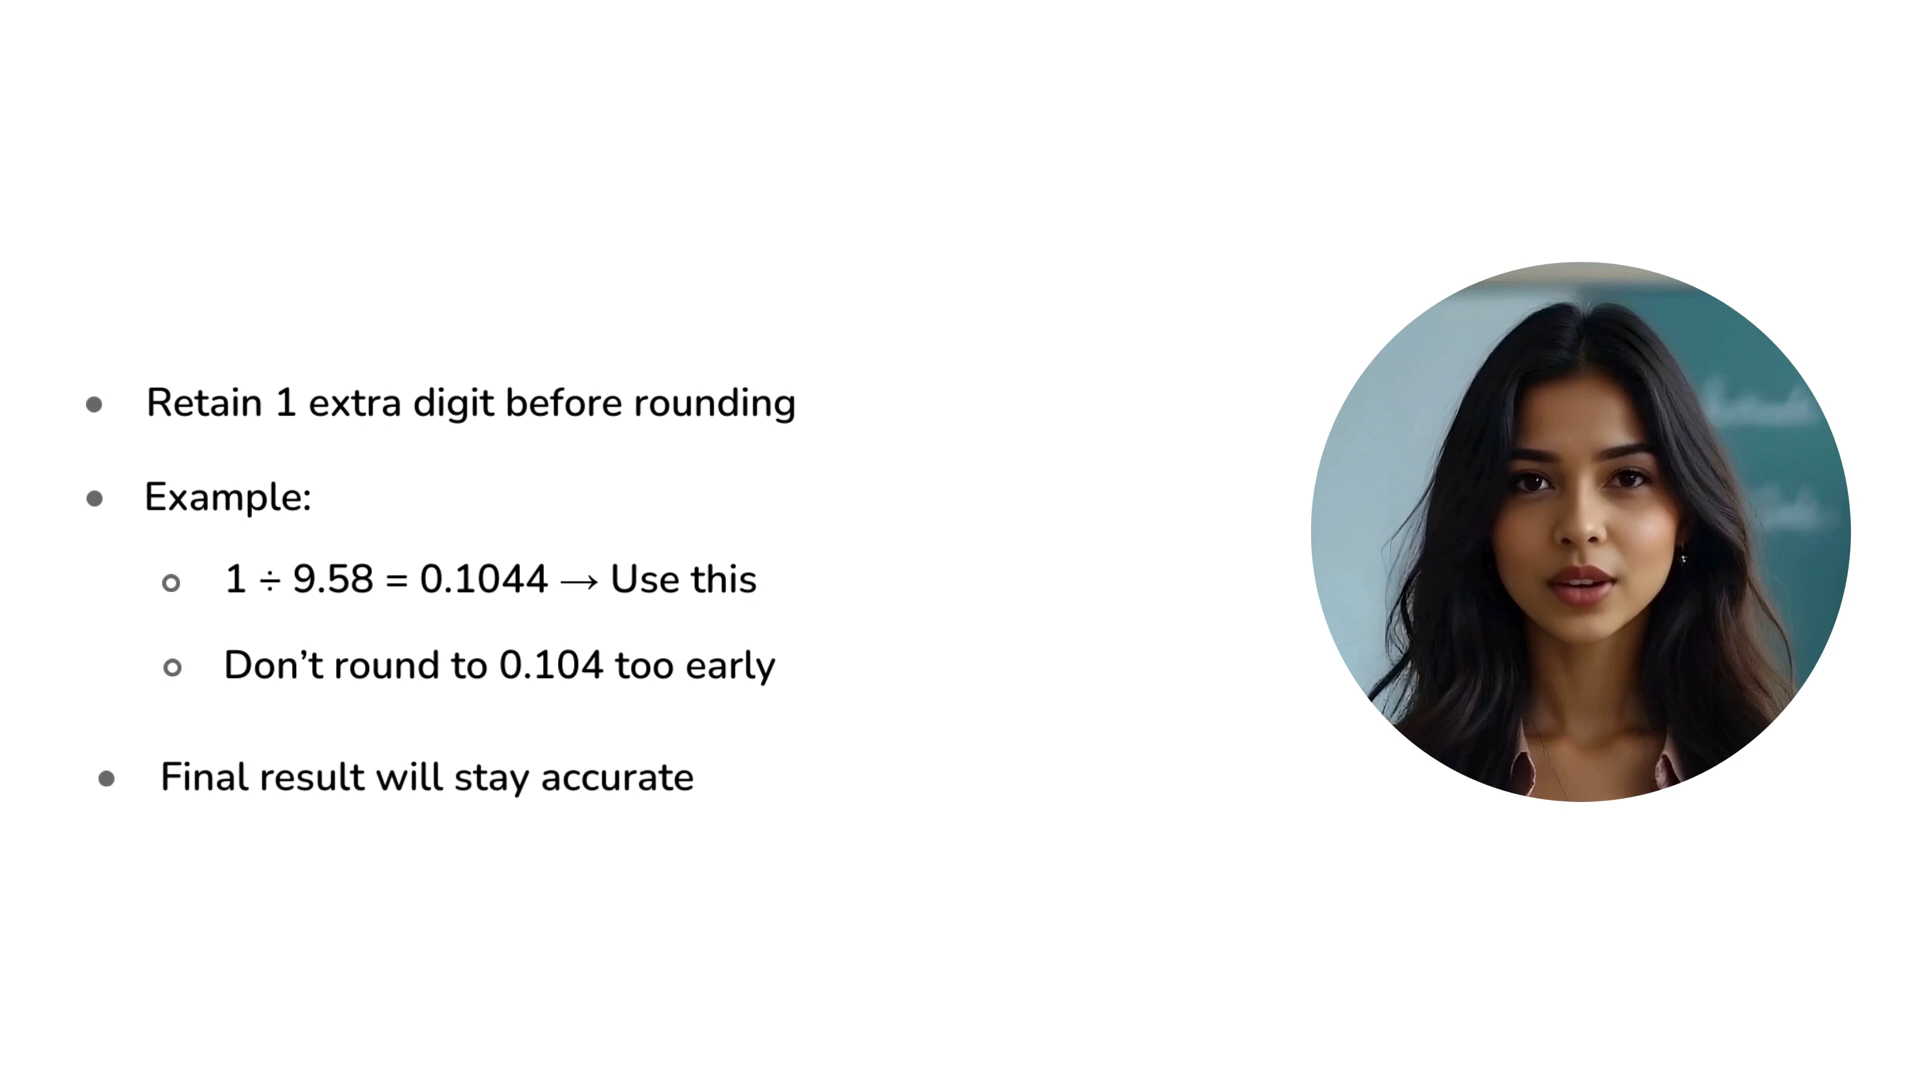 Retain 1 extra digit before rounding
Example:
1 ÷ 9.58 = 0.1044 → Use this
Don’t round to 0.104 too early
Final result will stay accurate